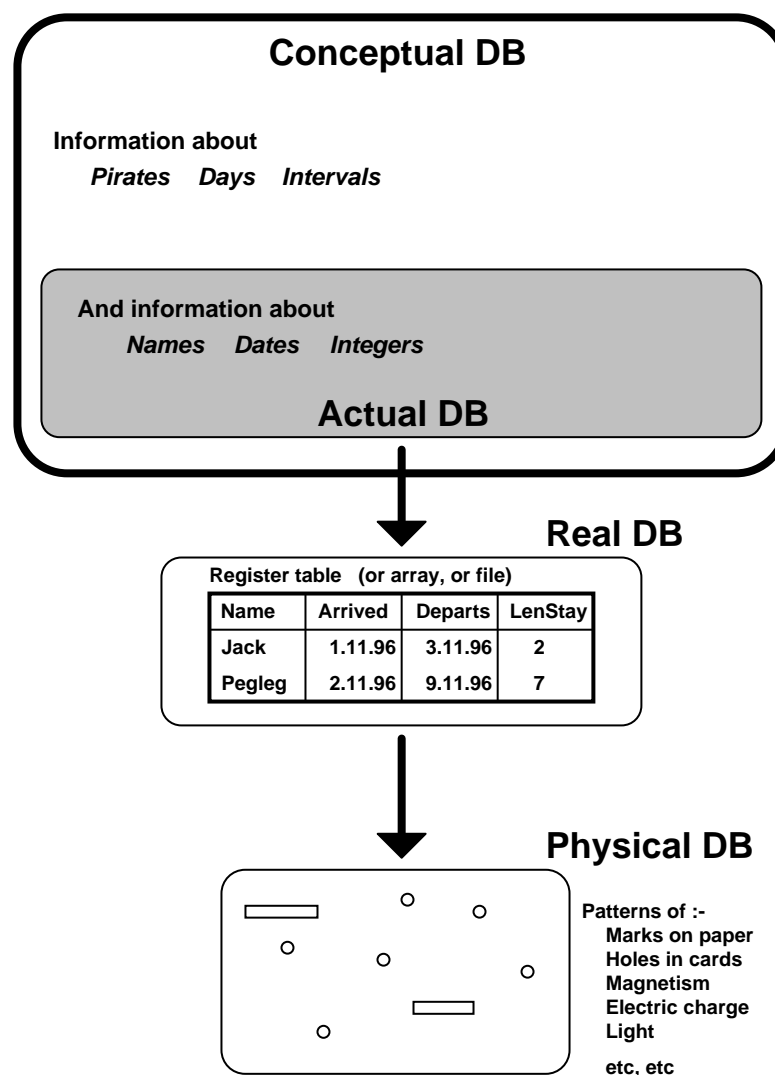 Conceptual DB
Information about
Pirates Days Intervals
And information about
Names Dates Integers
Actual DB
Real DB
Register table (or array, or file)
Name Arrived Departs LenStay
Jack 1.11.96 3.11.96 2
Pegleg 2.11.96 9.11.96 7
Physical DB
Patterns of :-
Marks on paper
Holes in cards
Magnetism
Electric charge
Light
etc, etc